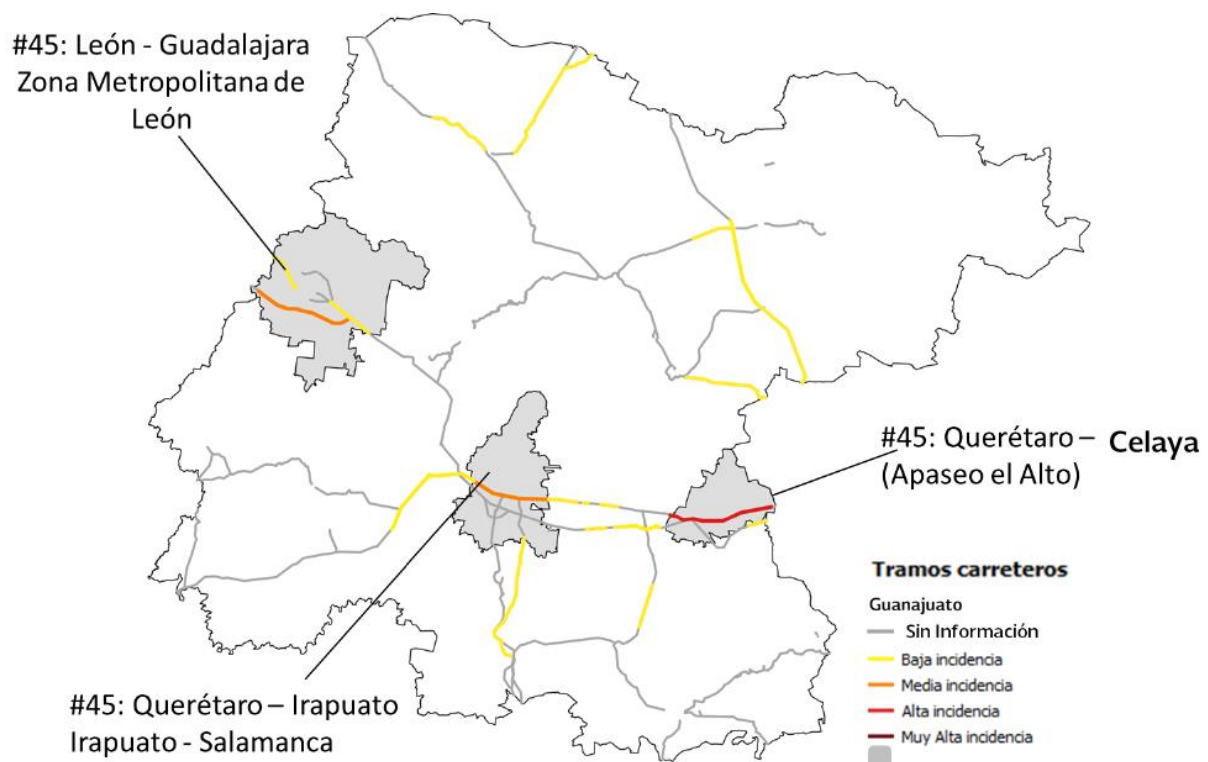 #45: León - Guadalajara
Zona Metropolitana de
León
#45: Querétaro – Celaya
(Apaseo el Alto)
#45: Querétaro – Irapuato
Irapuato - Salamanca
Tramos carreteros
Guanajuato
Sin Información
Baja incidencia
Media incidencia
Alta incidencia
Muy Alta incidencia